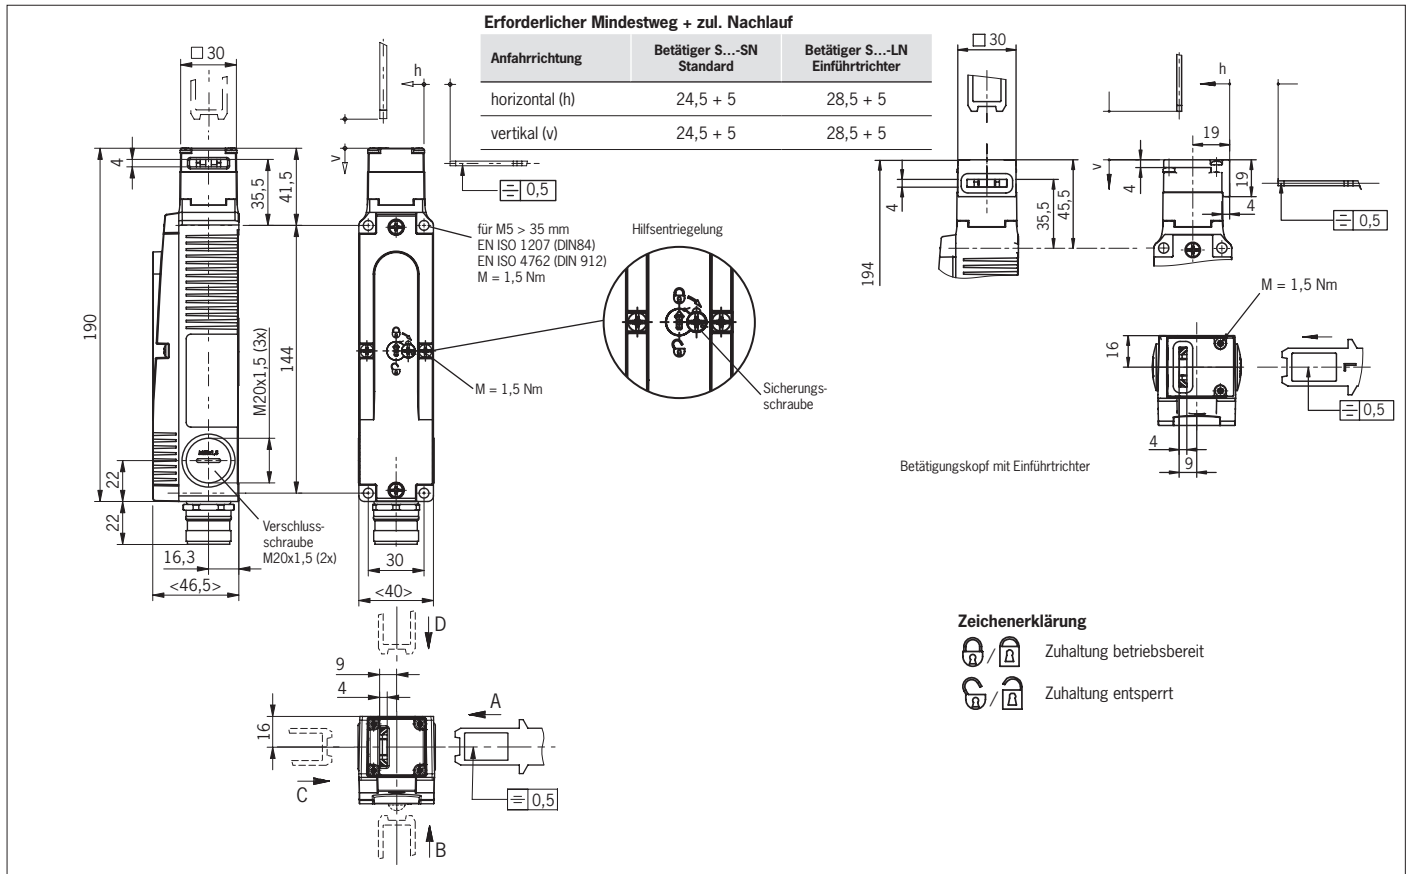 Erforderlicher Mindestweg + zul. Nachlauf
Anfahrrichtung
Betätiger S...-SN
Standard
Betätiger S...-LN
Einführtrichter
horizontal (h)
24,5 + 5
28,5 + 5
vertikal (v)
24,5 + 5
28,5 + 5
30
h
v
4
35,5
41,5
0,5
190
144
M20x1,5 (3x)
22
22
16,3
<46,5>
Verschluss-
schraube
M20x1,5 (2x)
30
<40>
für M5 > 35 mm
EN ISO 1207 (DIN84)
EN ISO 4762 (DIN 912)
M = 1,5 Nm
M = 1,5 Nm
Hilfsentriegelung
Sicherungs-
schraube
30
h
v
19
4
19
4
0,5
194
4
35,5
45,5
M = 1,5 Nm
16
4
9
0,5
Betätigungskopf mit Einführtrichter
D
9
4
A
16
C
0,5
B
Zeichenerklärung
/ Zuhaltung betriebsbereit
/ Zuhaltung entsperrt